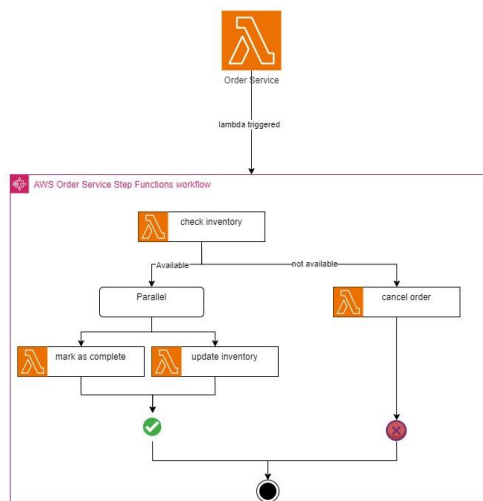 Order Service
lambda triggered
AWS Order Service Step Functions workflow
check inventory
Available
not available
Parallel
cancel order
mark as complete
update inventory